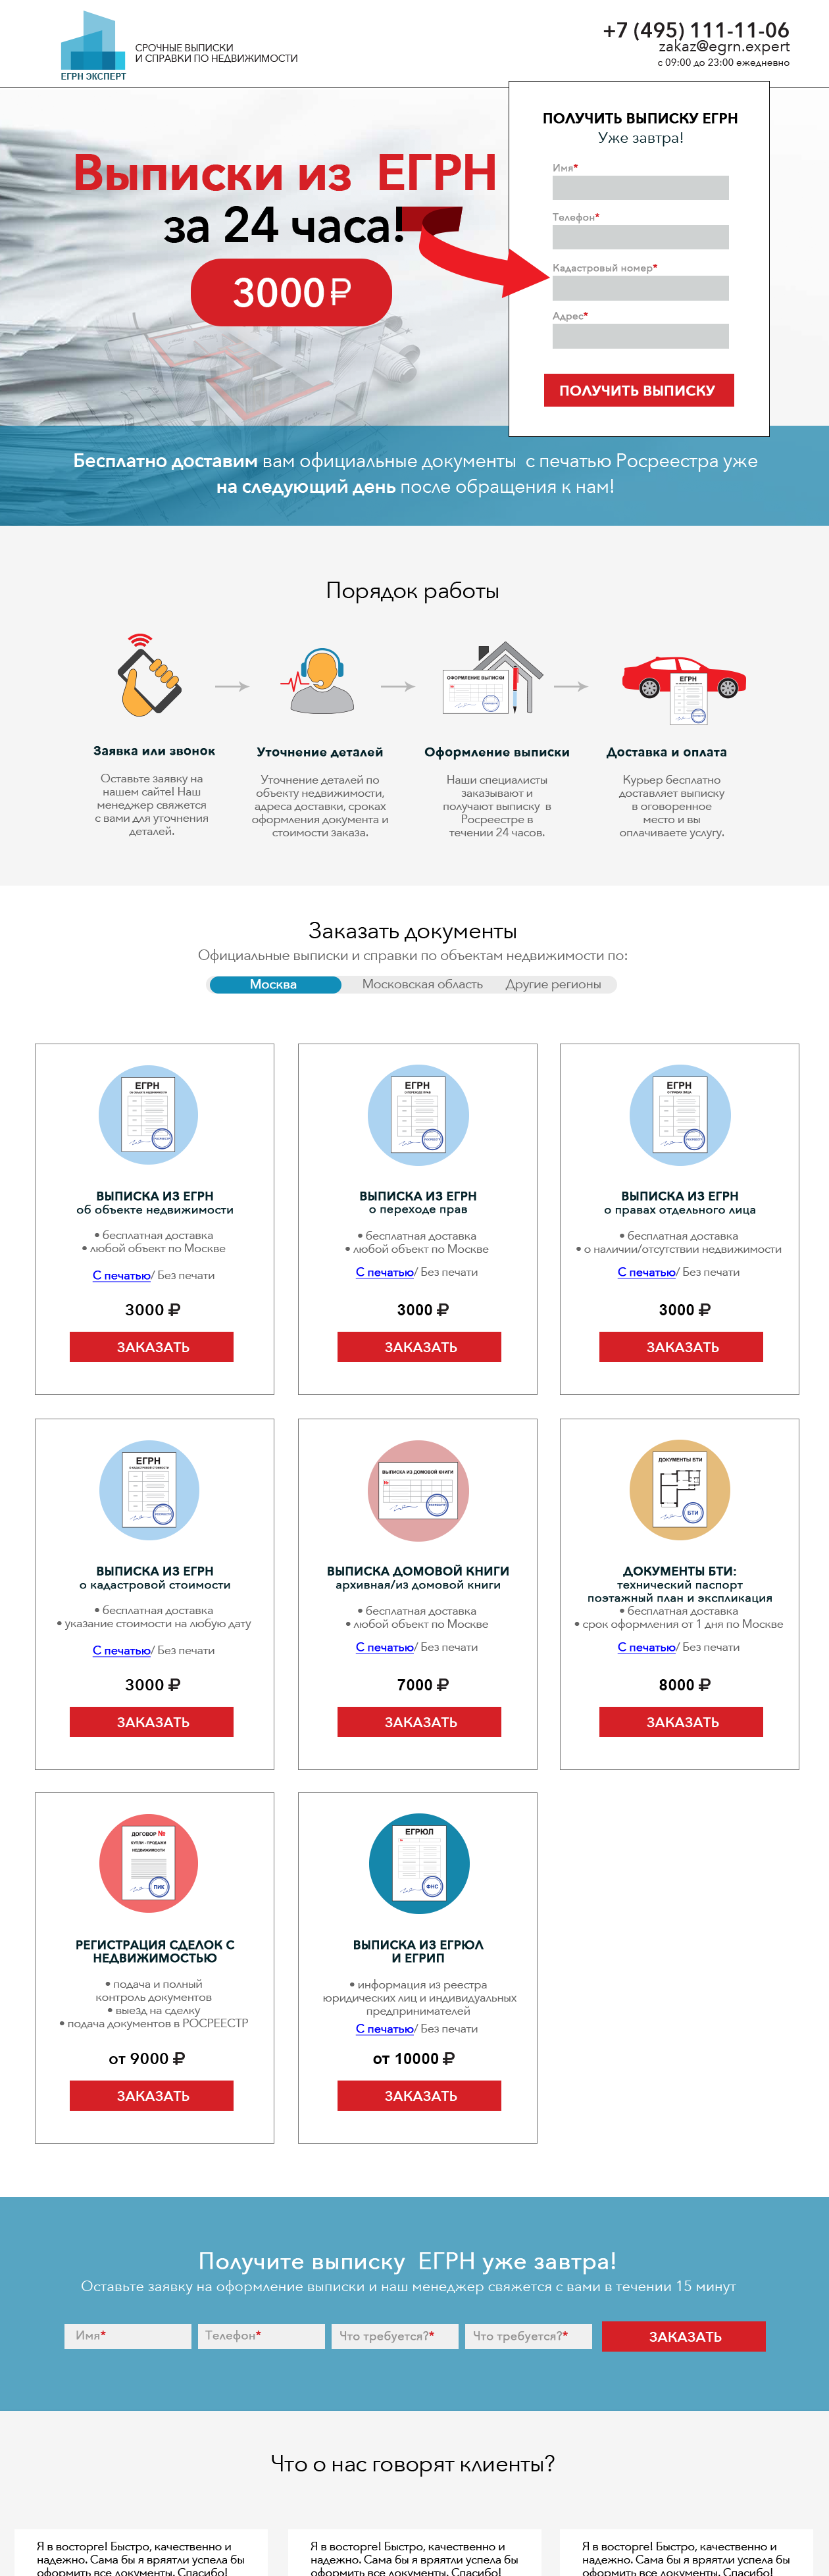 ЕГРН ЭКСПЕРТ
СРОЧНЫЕ ВЫПИСКИ
И СПРАВКИ ПО НЕДВИЖИМОСТИ
+7 (495) 111-11-06
zakaz@egrn.expert
с 09:00 до 23:00 ежедневно
Выписки из ЕГРН
за 24 часа!
3000₽
ПОЛУЧИТЬ ВЫПИСКУ ЕГРН
Уже завтра!
Имя*
Телефон*
Кадастровый номер*
Адрес*
ПОЛУЧИТЬ ВЫПИСКУ
Бесплатно доставим вам официальные документы с печатью Росреестра уже
на следующий день после обращения к нам!
Порядок работы
ОФОРМЛЕНИЕ ВЫПИСКИ
ЕГРН
Заявка или звонок
Оставьте заявку на
нашем сайте! Наш
менеджер свяжется
с вами для уточнения
деталей.
Уточнение деталей
Уточнение деталей по
объекту недвижимости,
адреса доставки, сроках
оформления документа и
стоимости заказа.
Оформление выписки
Наши специалисты
заказывают и
получают выписку в
Росреестре в
течении 24 часов.
Доставка и оплата
Курьер бесплатно
доставляет выписку
в оговоренное
место и вы
оплачиваете услугу.
Заказать документы
Официальные выписки и справки по объектам недвижимости по:
Москва
Московская область
Другие регионы
ЕГРН
ВЫПИСКА ИЗ ЕГРН
об объекте недвижимости
• бесплатная доставка
• любой объект по Москве
С печатью/ Без печати
3000 ₽
ЗАКАЗАТЬ
ЕГРН
О ПЕРЕХОДЕ ПРАВ
ВЫПИСКА ИЗ ЕГРН
о переходе прав
• бесплатная доставка
• любой объект по Москве
С печатью/ Без печати
3000 ₽
ЗАКАЗАТЬ
ЕГРН
О ПРАВАХ ЛИЦА
ВЫПИСКА ИЗ ЕГРН
о правах отдельного лица
• бесплатная доставка
• о наличии/отсутствии недвижимости
С печатью/ Без печати
3000 ₽
ЗАКАЗАТЬ
ЕГРН
О КАДАСТРОВОЙ СТОИМОСТИ
ВЫПИСКА ИЗ ЕГРН
о кадастровой стоимости
• бесплатная доставка
• указание стоимости на любую дату
С печатью/ Без печати
3000 ₽
ЗАКАЗАТЬ
ВЫПИСКА ИЗ ДОМОВОЙ КНИГИ
№
ВЫПИСКА ДОМОВОЙ КНИГИ
архивная/из домовой книги
• бесплатная доставка
• любой объект по Москве
С печатью/ Без печати
7000 ₽
ЗАКАЗАТЬ
ДОКУМЕНТЫ БТИ
БТИ
ДОКУМЕНТЫ БТИ:
технический паспорт
поэтажный план и экспликация
• бесплатная доставка
• срок оформления от 1 дня по Москве
С печатью/ Без печати
8000 ₽
ЗАКАЗАТЬ
ДОГОВОР №
КУПЛИ - ПРОДАЖИ
НЕДВИЖИМОСТИ
ПИК
РЕГИСТРАЦИЯ СДЕЛОК С
НЕДВИЖИМОСТЬЮ
• подача и полный
контроль документов
• выезд на сделку
• подача документов в РОСРЕЕСТР
от 9000 ₽
ЗАКАЗАТЬ
ЕГРЮЛ
ФНС
ВЫПИСКА ИЗ ЕГРЮЛ
И ЕГРИП
• информация из реестра
юридических лиц и индивидуальных
предпринимателей
С печатью/ Без печати
от 10000 ₽
ЗАКАЗАТЬ
Получите выписку ЕГРН уже завтра!
Оставьте заявку на оформление выписки и наш менеджер свяжется с вами в течении 15 минут
Имя*
Телефон*
Что требуется?*
Что требуется?*
ЗАКАЗАТЬ
Что о нас говорят клиенты?
Я в восторге! Быстро, качественно и
надежно. Сама бы я врятли успела бы
оформить все документы. Спасибо!
Я в восторге! Быстро, качественно и
надежно. Сама бы я врятли успела бы
оформить все документы. Спасибо!
Я в восторге! Быстро, качественно и
надежно. Сама бы я врятли успела бы
оформить все документы. Спасибо!